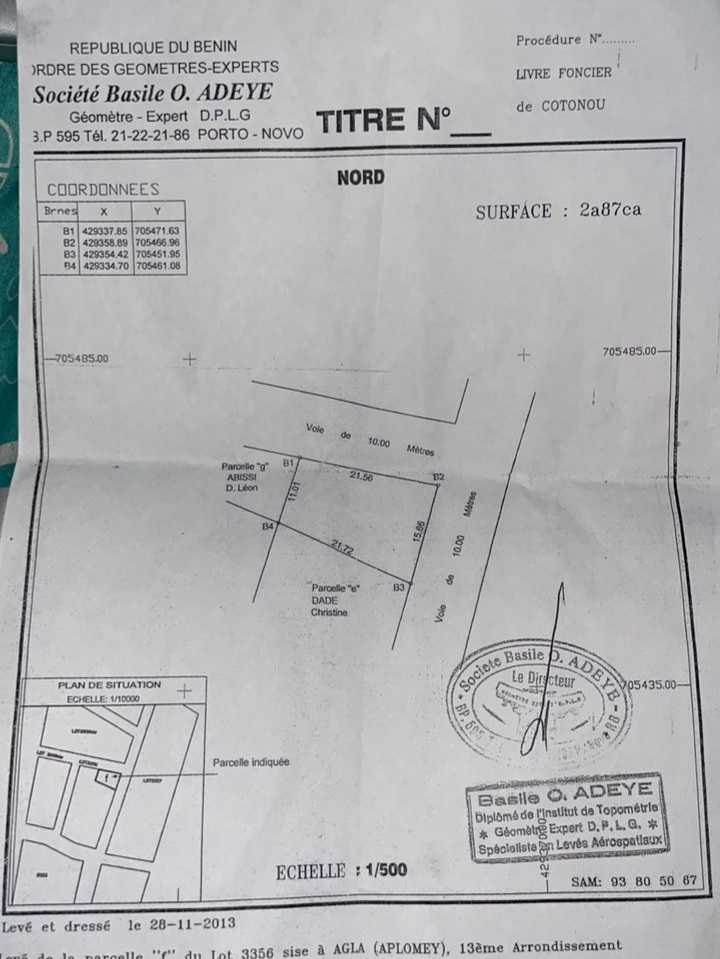 REPUBLIQUE DU BENIN
ORDRE DES GEOMETRES-EXPERTS
Société Basile O. ADEYE
Géomètre - Expert D.P.L.G
B.P 595 Tél. 21-22-21-86 PORTO - NOVO
Procédure N°.........
LIVRE FONCIER
de COTONOU
TITRE N°__
NORD
COORDONNEES
Brnes X Y
B1 429337.85 705471.63
B2 429358.89 705466.96
B3 429354.42 705451.95
B4 429334.70 705461.08
SURFACE : 2a87ca
705485.00
705485.00
Voie de 10.00 Mètres
Parcelle "g"
ABISSI
D. Léon
B1
21.56
B2
11.01
15.66
Voie de 10.00 Mètres
B4
21.72
B3
Parcelle "e"
DADE
Christine
705435.00
Societe Basile O. ADEYE
Le Directeur
PLAN DE SITUATION
ECHELLE: 1/10000
f
Parcelle indiquée
Basile O. ADEYE
Diplômé de l'Institut de Topométrie
* Géomètre Expert D.P.L.G. *
Spécialiste en Levés Aérospatiaux
ECHELLE : 1/500
SAM: 93 80 50 67
Levé et dressé le 28-11-2013
Levé de la parcelle "f" du Lot 3356 sise à AGLA (APLOMEY), 13ème Arrondissement